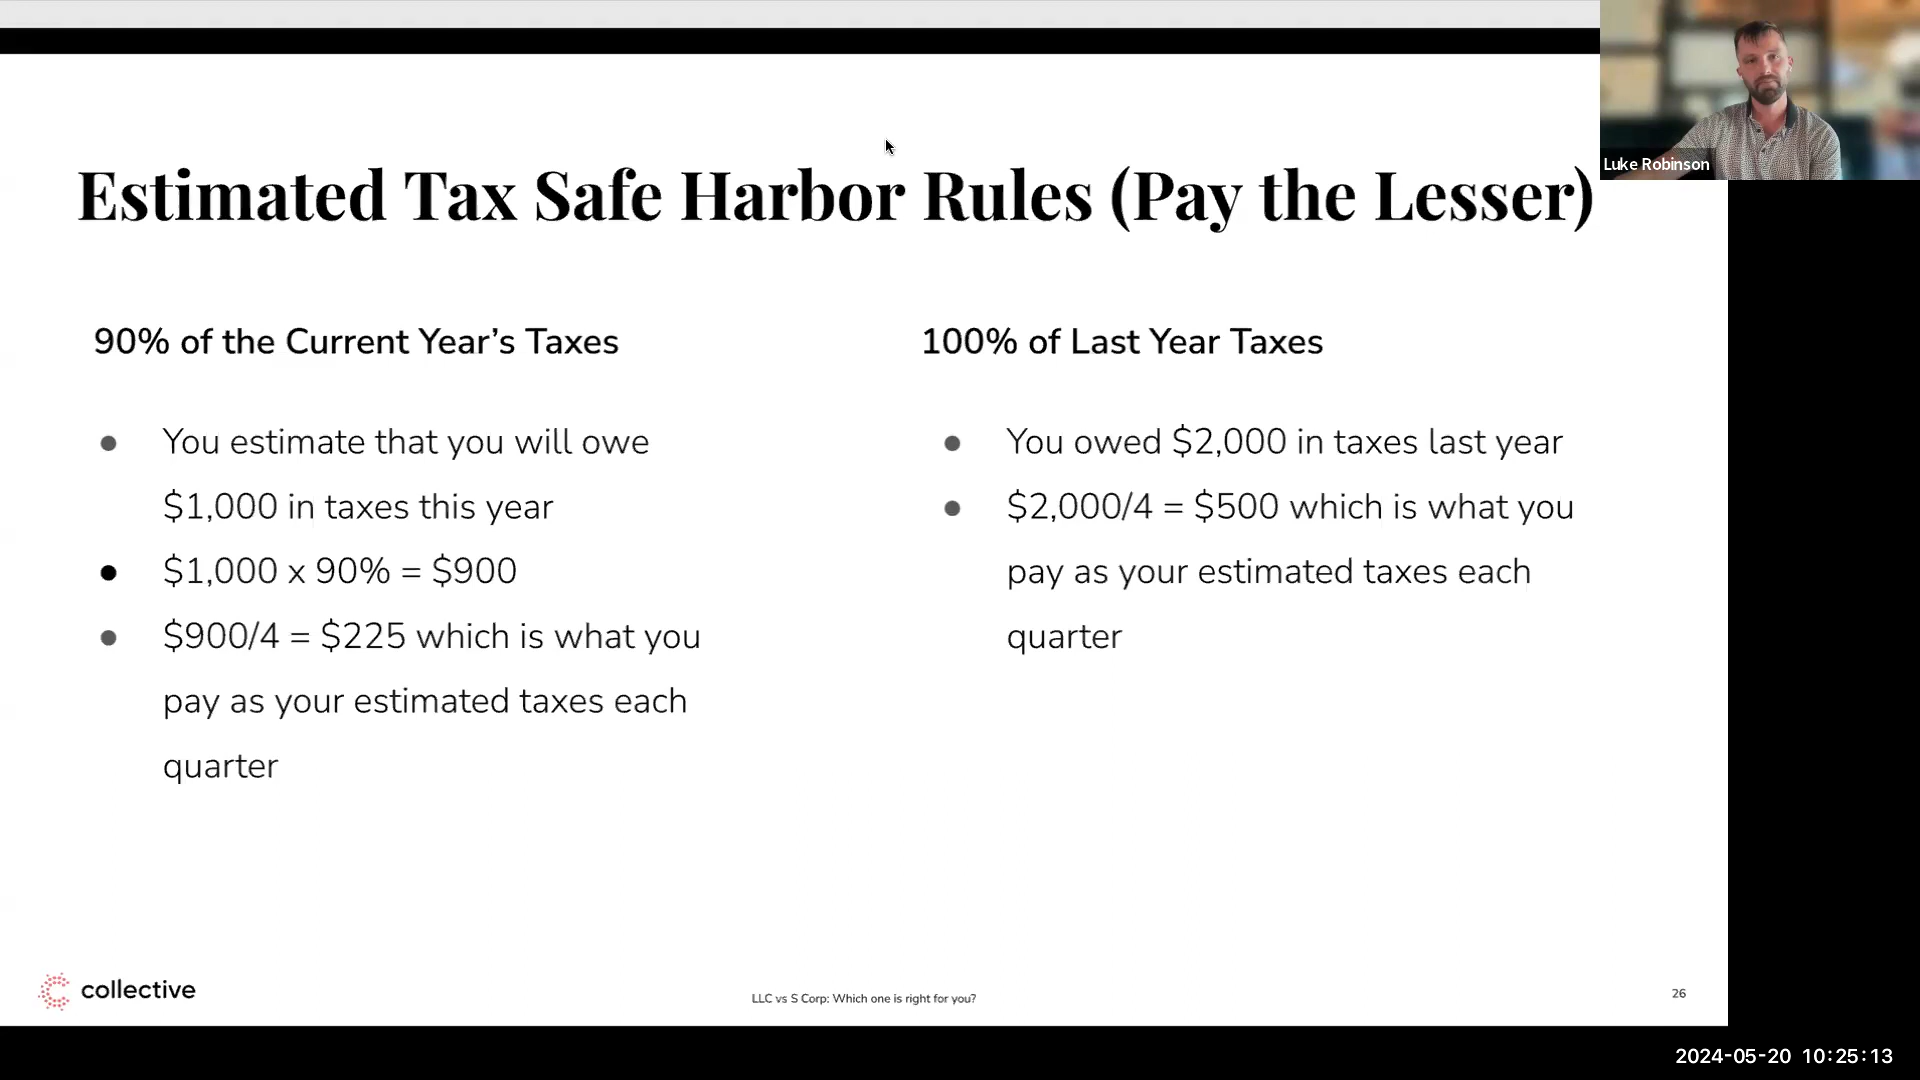 Luke Robinson
Estimated Tax Safe Harbor Rules (Pay the Lesser)
90% of the Current Year’s Taxes
● You estimate that you will owe
$1,000 in taxes this year
● $1,000 x 90% = $900
● $900/4 = $225 which is what you
pay as your estimated taxes each
quarter
100% of Last Year Taxes
● You owed $2,000 in taxes last year
● $2,000/4 = $500 which is what you
pay as your estimated taxes each
quarter
collective
LLC vs S Corp: Which one is right for you?
26
2024-05-20 10:25:13